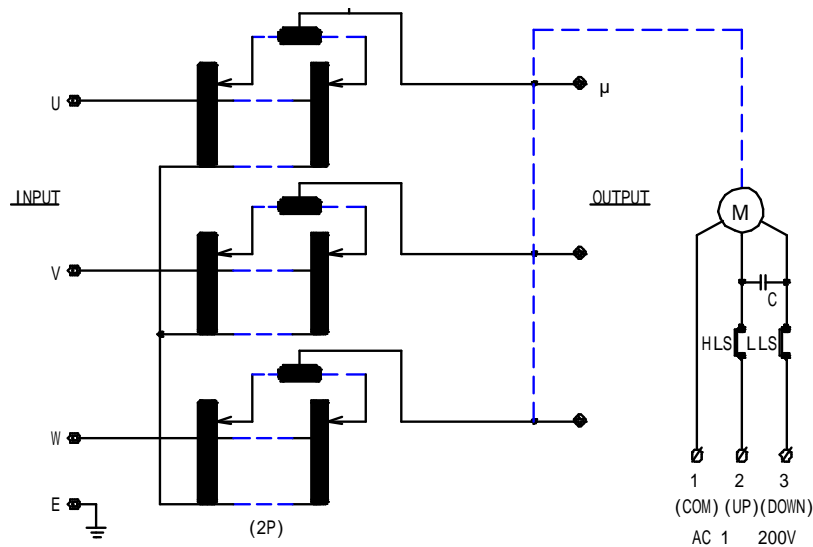 U
µ
INPUT
OUTPUT
M
V
C
HLS
LLS
W
E
1 2 3
(2P)
(COM) (UP) (DOWN)
AC 1 200V